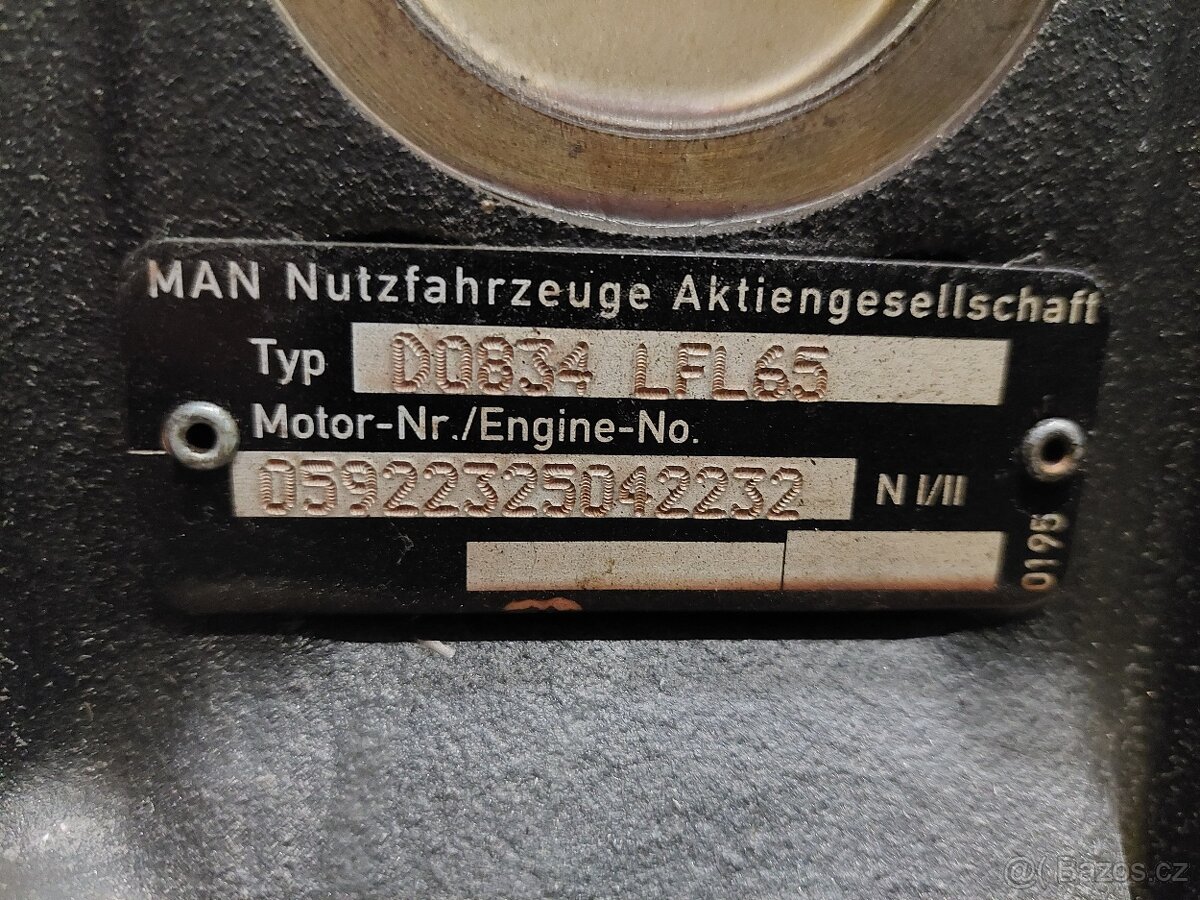 MAN Nutzfahrzeuge Aktiengesellschaft
Typ D0834 LFL65
Motor-Nr./Engine-No.
05922325042232 N I/II
0195
@( Bazos.cz